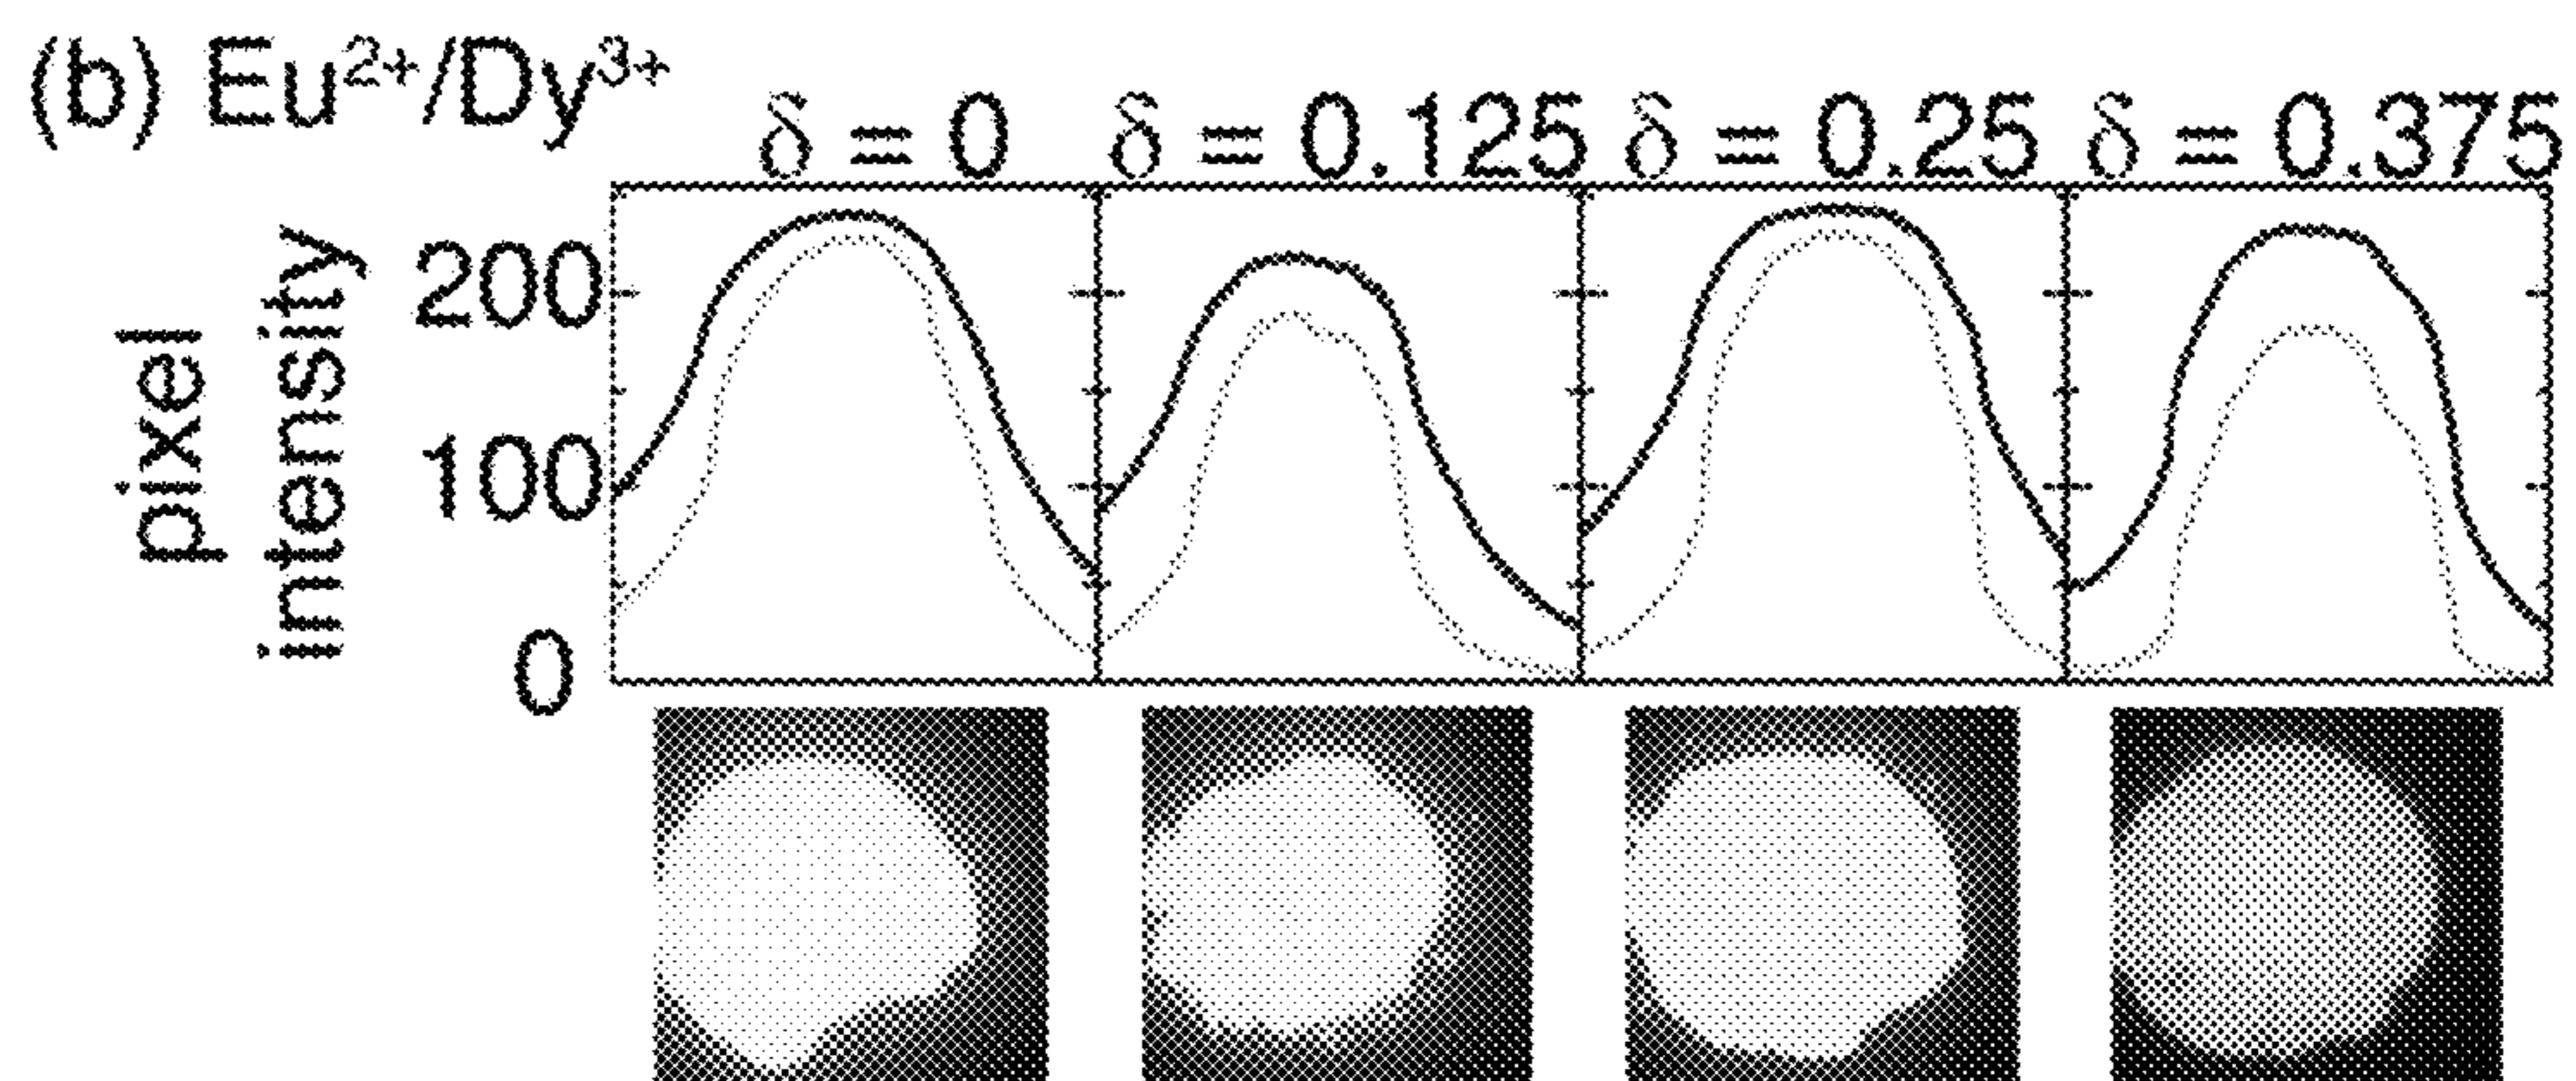 (b) Eu²⁺/Dy³⁺
δ = 0 δ = 0.125 δ = 0.25 δ = 0.375
pixel
intensity
200
100
0